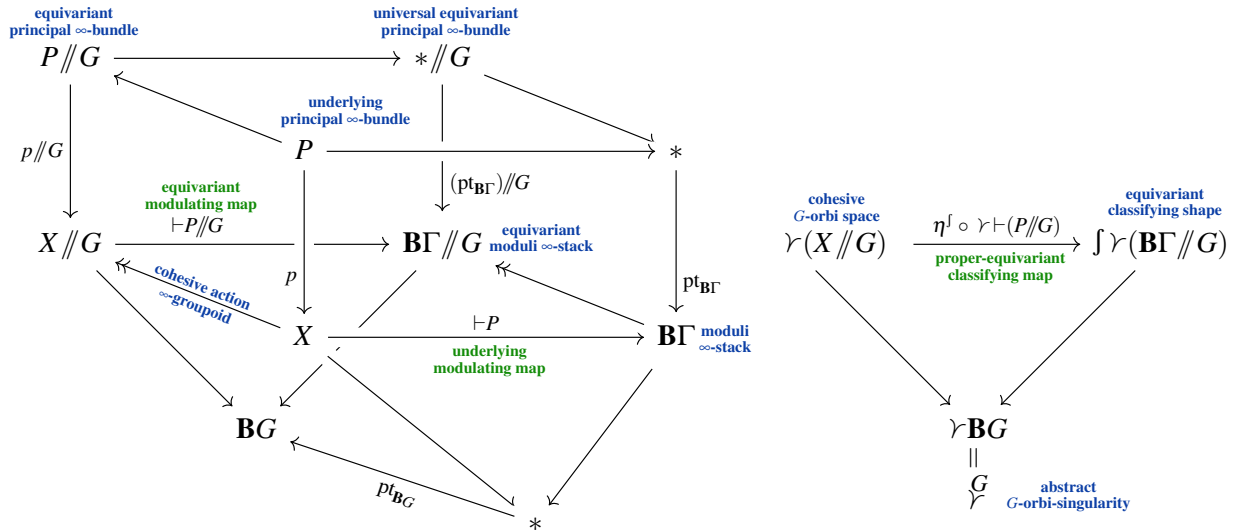 equivariant
principal ∞-bundle
P⫽G
universal equivariant
principal ∞-bundle
*⫽G
underlying
principal ∞-bundle
P
*
p⫽G
(pt_BΓ)⫽G
equivariant
modulating map
⊢P⫽G
X⫽G
BΓ⫽G
equivariant
moduli ∞-stack
cohesive action
∞-groupoid
p
pt_BΓ
X
⊢P
underlying
modulating map
BΓ
moduli
∞-stack
BG
pt_BG
*
cohesive
G-orbi space
ʏ(X⫽G)
η^ʃ ∘ ʏ⊢(P⫽G)
proper-equivariant
classifying map
equivariant
classifying shape
ʃ ʏ(BΓ⫽G)
ʏBG
=
G
ʏ
abstract
G-orbi-singularity